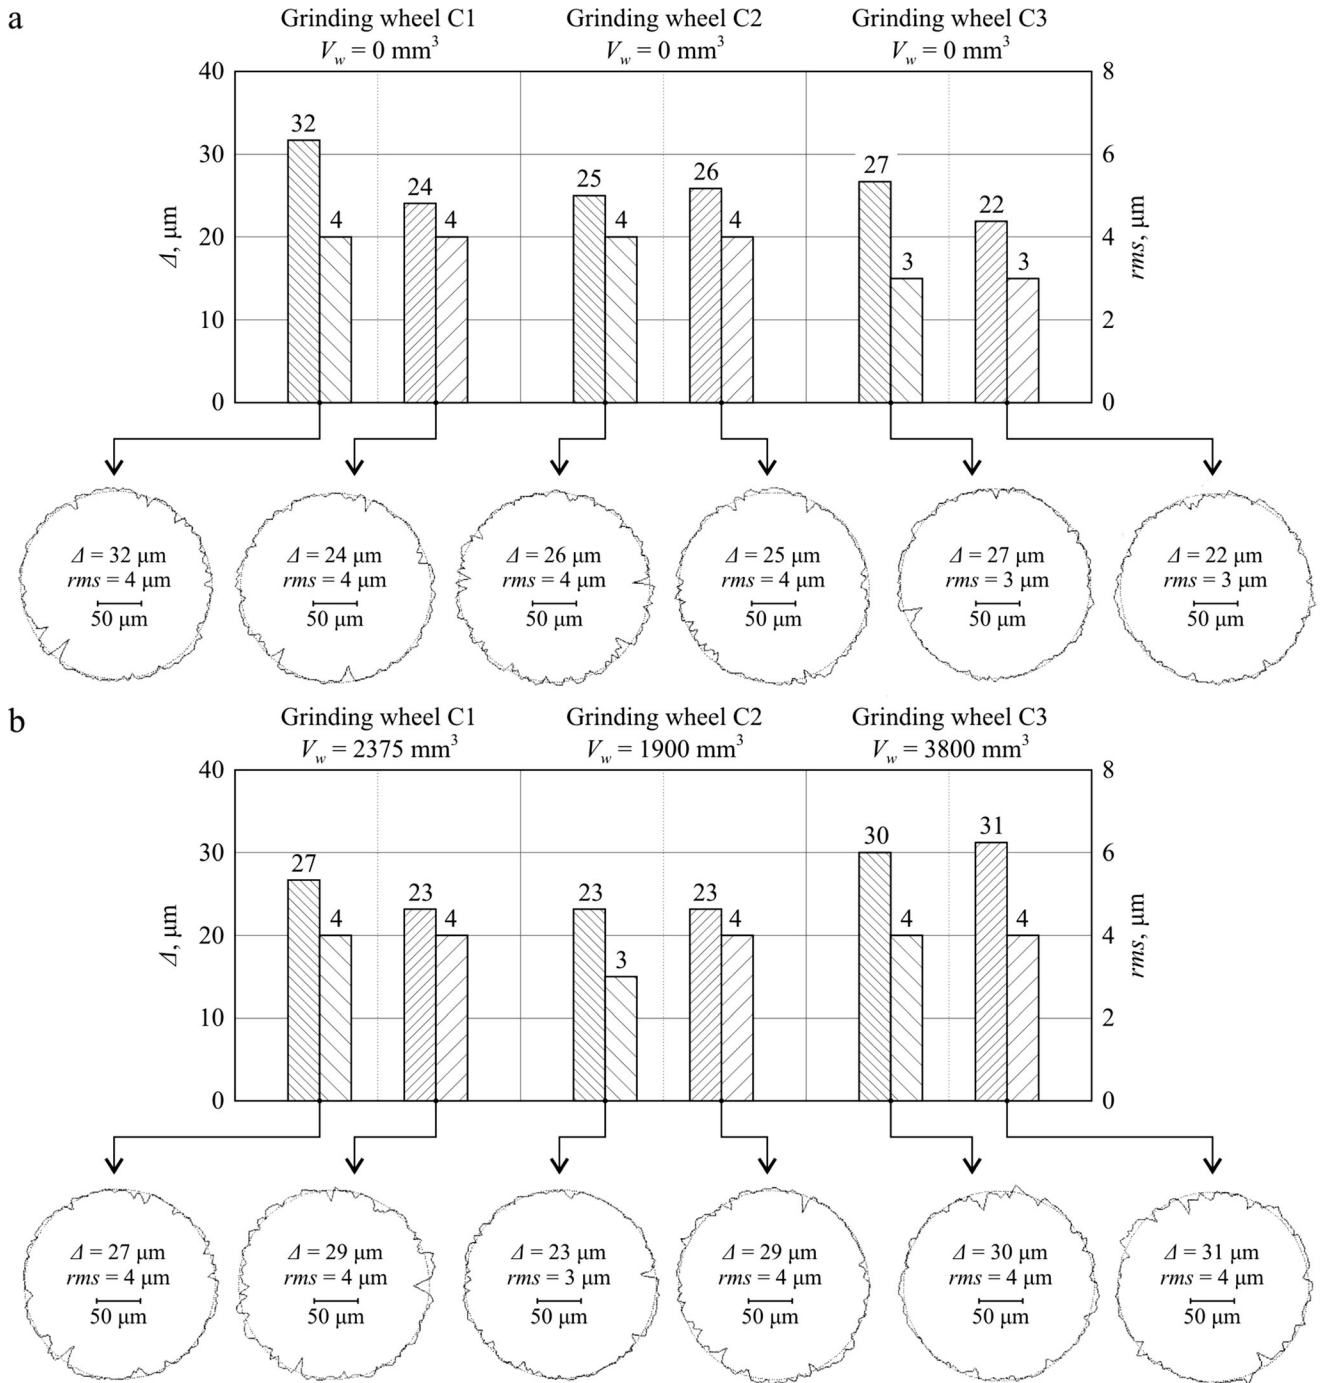 a
Grinding wheel C1 Grinding wheel C2 Grinding wheel C3
V_w = 0 mm³ V_w = 0 mm³ V_w = 0 mm³
40 8
32 27
30 6
24 25 26 22
4 4 4 4
20 4
3 3
10 2
0 0
Δ, μm
rms, μm
Δ = 32 μm Δ = 24 μm Δ = 26 μm Δ = 25 μm Δ = 27 μm Δ = 22 μm
rms = 4 μm rms = 4 μm rms = 4 μm rms = 4 μm rms = 3 μm rms = 3 μm
50 μm 50 μm 50 μm 50 μm 50 μm 50 μm
b
Grinding wheel C1 Grinding wheel C2 Grinding wheel C3
V_w = 2375 mm³ V_w = 1900 mm³ V_w = 3800 mm³
40 8
30 31
30 6
27 23 23 23
4 4 4 4 4
20 4
3
10 2
0 0
Δ, μm
rms, μm
Δ = 27 μm Δ = 29 μm Δ = 23 μm Δ = 29 μm Δ = 30 μm Δ = 31 μm
rms = 4 μm rms = 4 μm rms = 3 μm rms = 4 μm rms = 4 μm rms = 4 μm
50 μm 50 μm 50 μm 50 μm 50 μm 50 μm